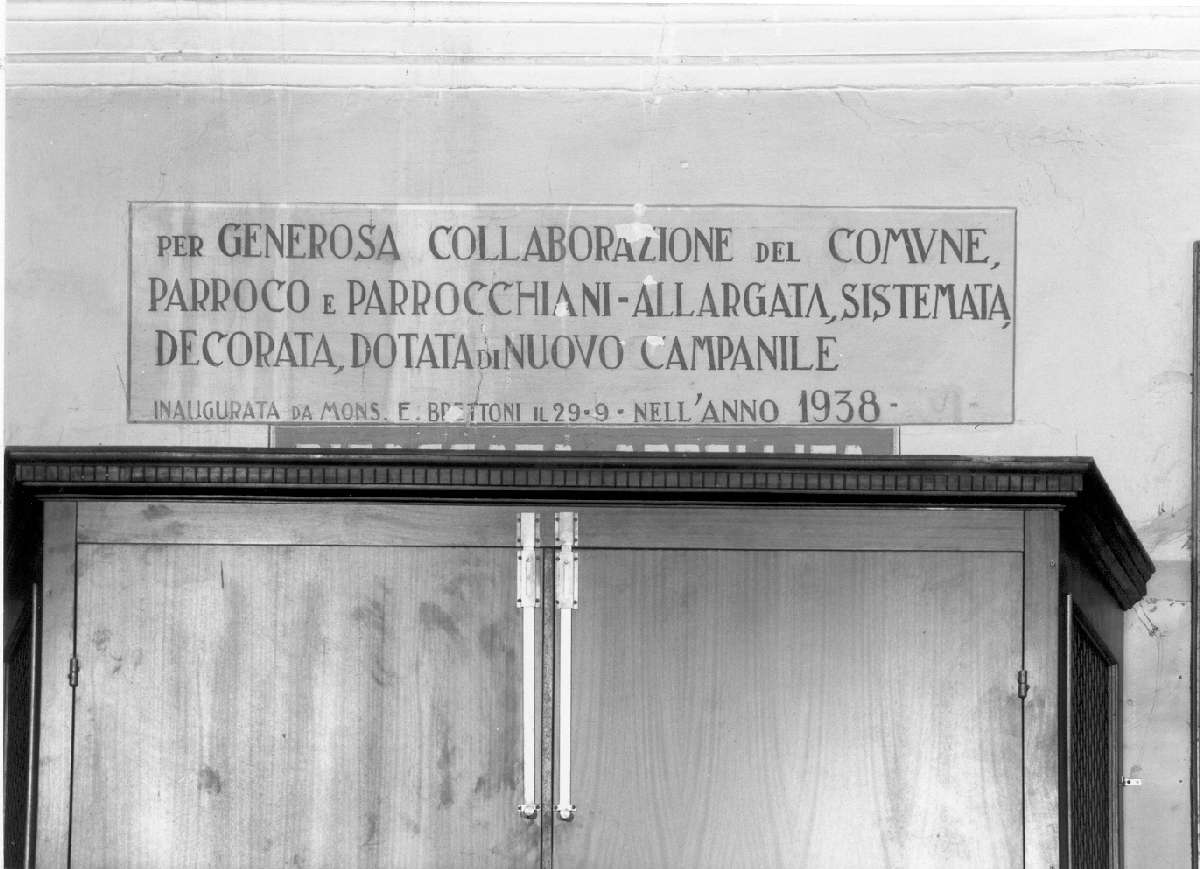 PER GENEROSA COLLABORAZIONE DEL COMVNE,
PARROCO E PARROCCHIANI-ALLARGATA, SISTEMATA,
DECORATA, DOTATA DI NUOVO CAMPANILE
INAUGURATA DA MONS. E. BRETTONI IL 29-9- NELL'ANNO 1938-